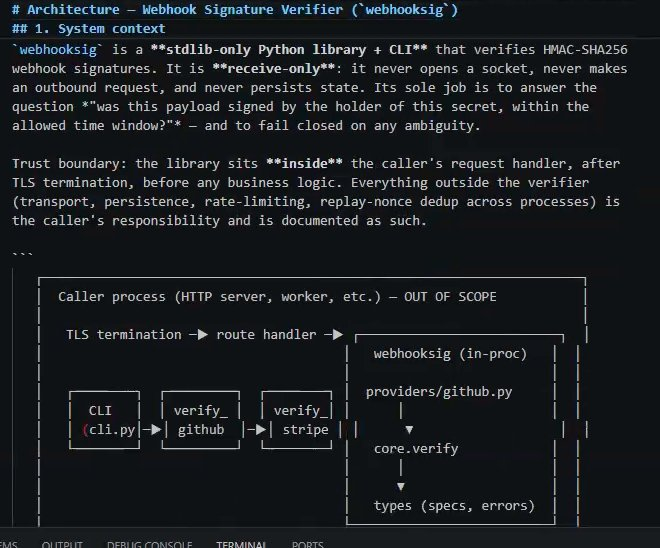 # Architecture — Webhook Signature Verifier (`webhooksig`)
## 1. System context
`webhooksig` is a **stdlib-only Python library + CLI** that verifies HMAC-SHA256
webhook signatures. It is **receive-only**: it never opens a socket, never makes
an outbound request, and never persists state. Its sole job is to answer the
question *"was this payload signed by the holder of this secret, within the
allowed time window?"* — and to fail closed on any ambiguity.
Trust boundary: the library sits **inside** the caller's request handler, after
TLS termination, before any business logic. Everything outside the verifier
(transport, persistence, rate-limiting, replay-nonce dedup across processes) is
the caller's responsibility and is documented as such.
```
Caller process (HTTP server, worker, etc.) — OUT OF SCOPE
TLS termination —▶ route handler —▶
webhooksig (in-proc)
providers/github.py
CLI verify_ verify_
(cli.py —▶ github —▶ stripe ▼
core.verify
▼
types (specs, errors)
EMS OUTPUT DEBUG CONSOLE TERMINAL PORTS